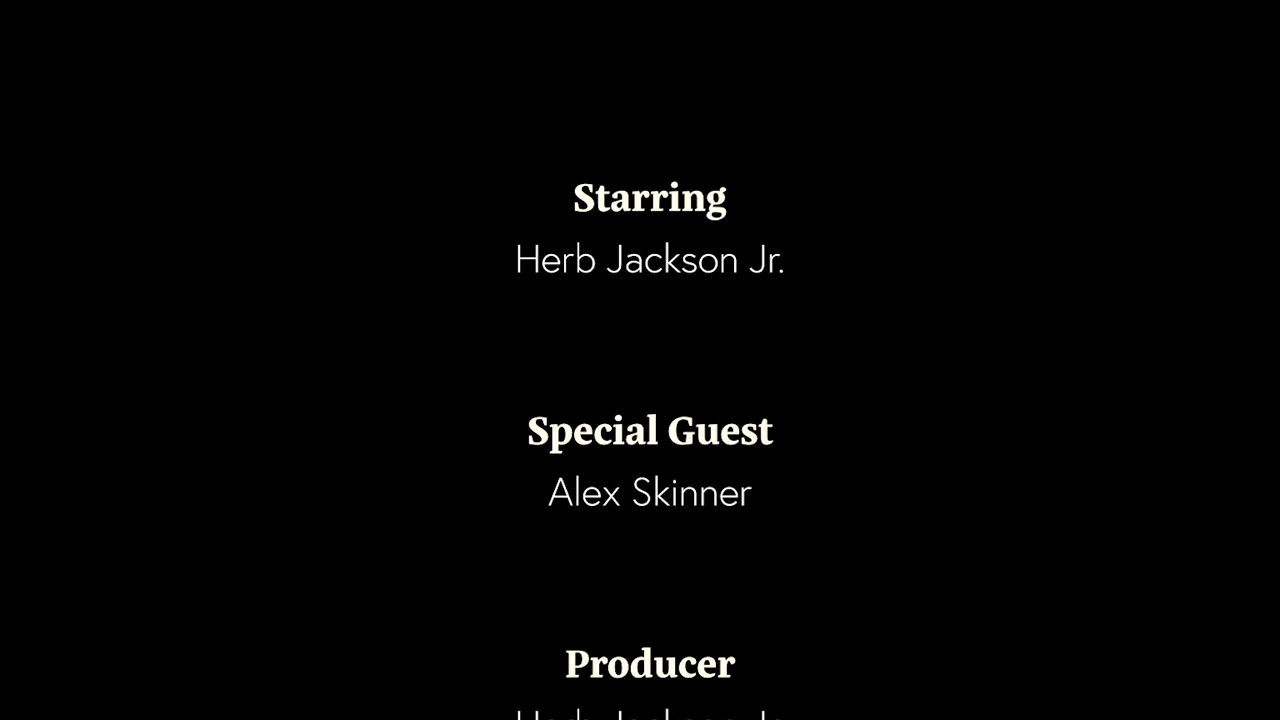 Starring
Herb Jackson Jr.
Special Guest
Alex Skinner
Producer